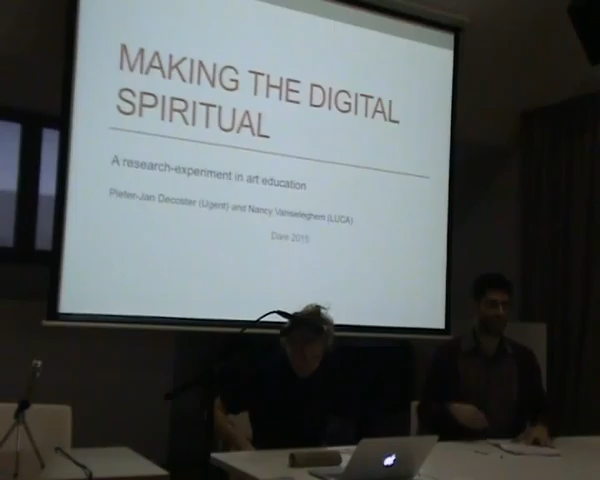 MAKING THE DIGITAL
SPIRITUAL
A research-experiment in art education
Pieter-Jan Decoster (Ugent) and Nancy Vansieleghem (LUCA)
Dare 2015